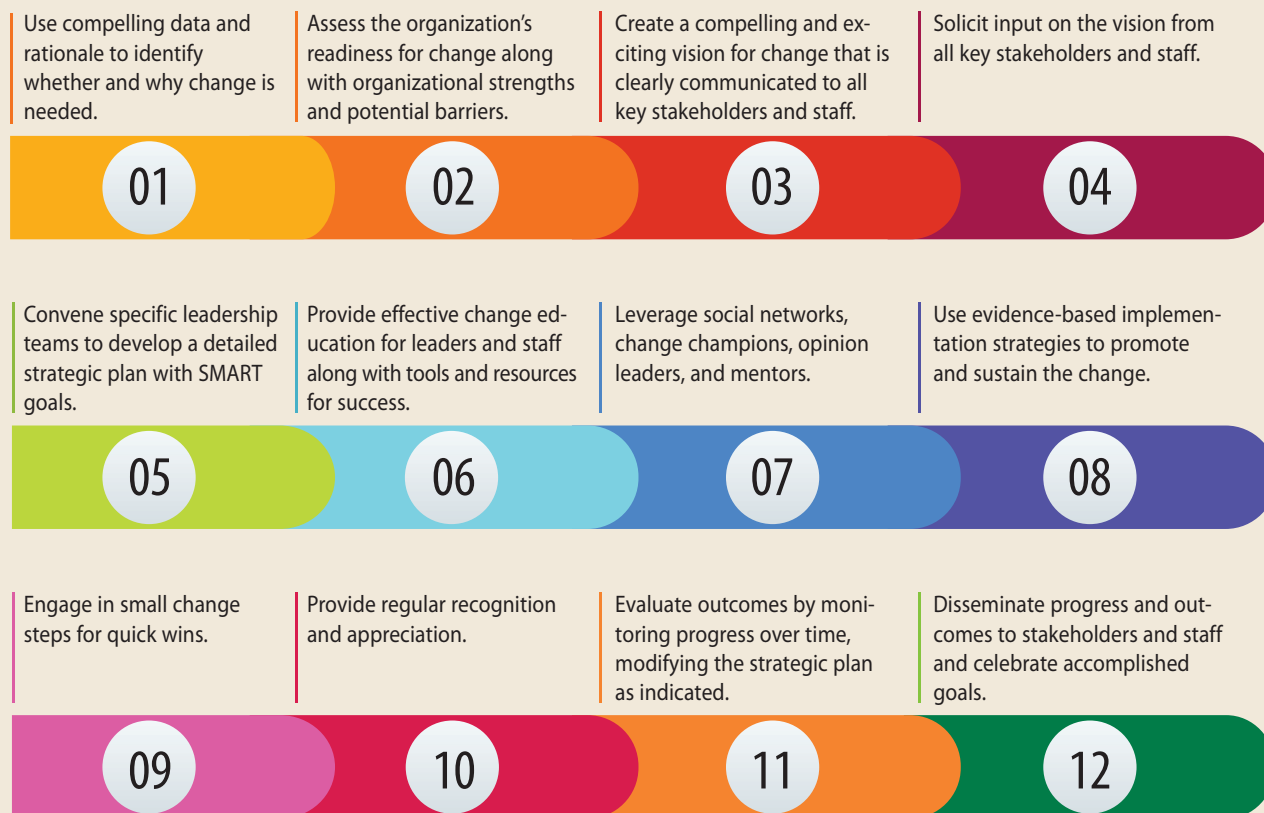 Use compelling data and
rationale to identify
whether and why change is
needed.
Assess the organization's
readiness for change along
with organizational strengths
and potential barriers.
Create a compelling and ex-
citing vision for change that is
clearly communicated to all
key stakeholders and staff.
Solicit input on the vision from
all key stakeholders and staff.
01
02
03
04
Convene specific leadership
teams to develop a detailed
strategic plan with SMART
goals.
Provide effective change ed-
ucation for leaders and staff
along with tools and resources
for success.
Leverage social networks,
change champions, opinion
leaders, and mentors.
Use evidence-based implemen-
tation strategies to promote
and sustain the change.
05
06
07
08
Engage in small change
steps for quick wins.
Provide regular recognition
and appreciation.
Evaluate outcomes by moni-
toring progress over time,
modifying the strategic plan
as indicated.
Disseminate progress and out-
comes to stakeholders and staff
and celebrate accomplished
goals.
09
10
11
12